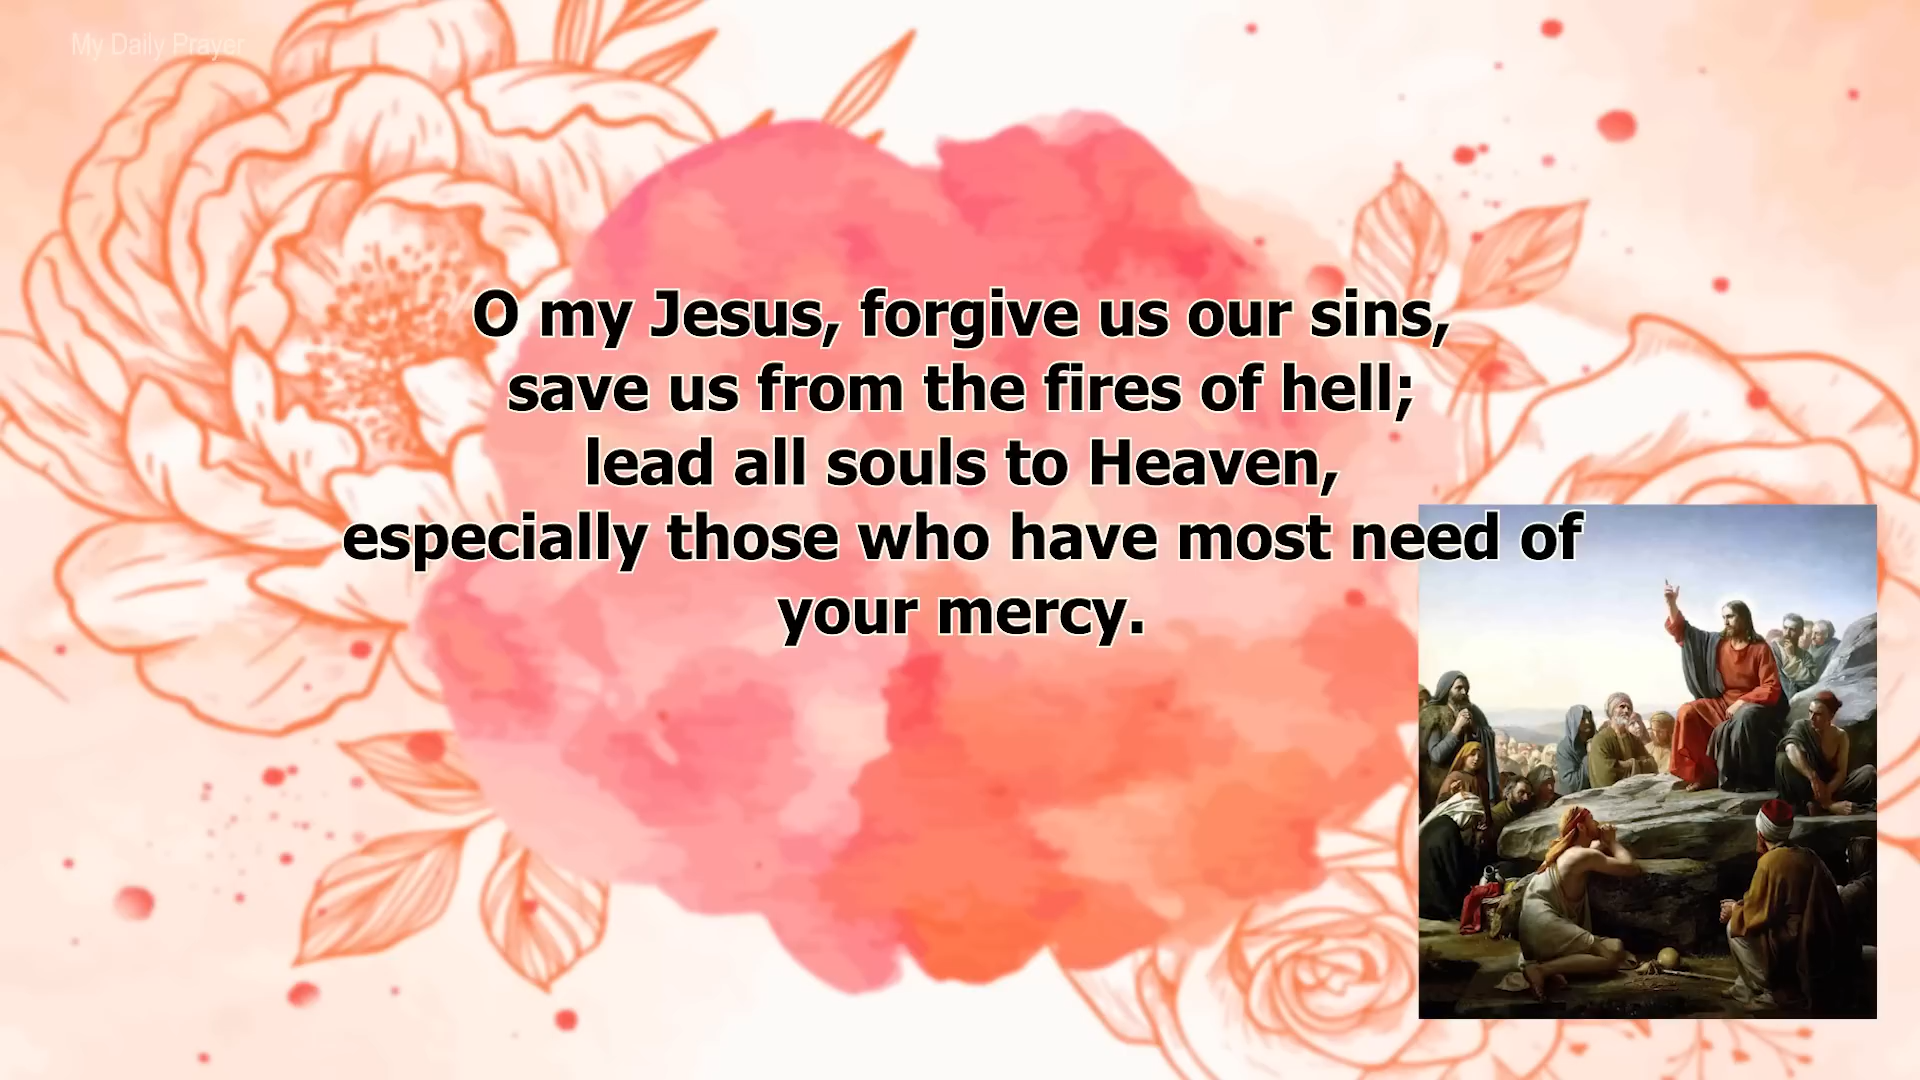 My Daily Prayer
O my Jesus, forgive us our sins,
save us from the fires of hell;
lead all souls to Heaven,
especially those who have most need of
your mercy.